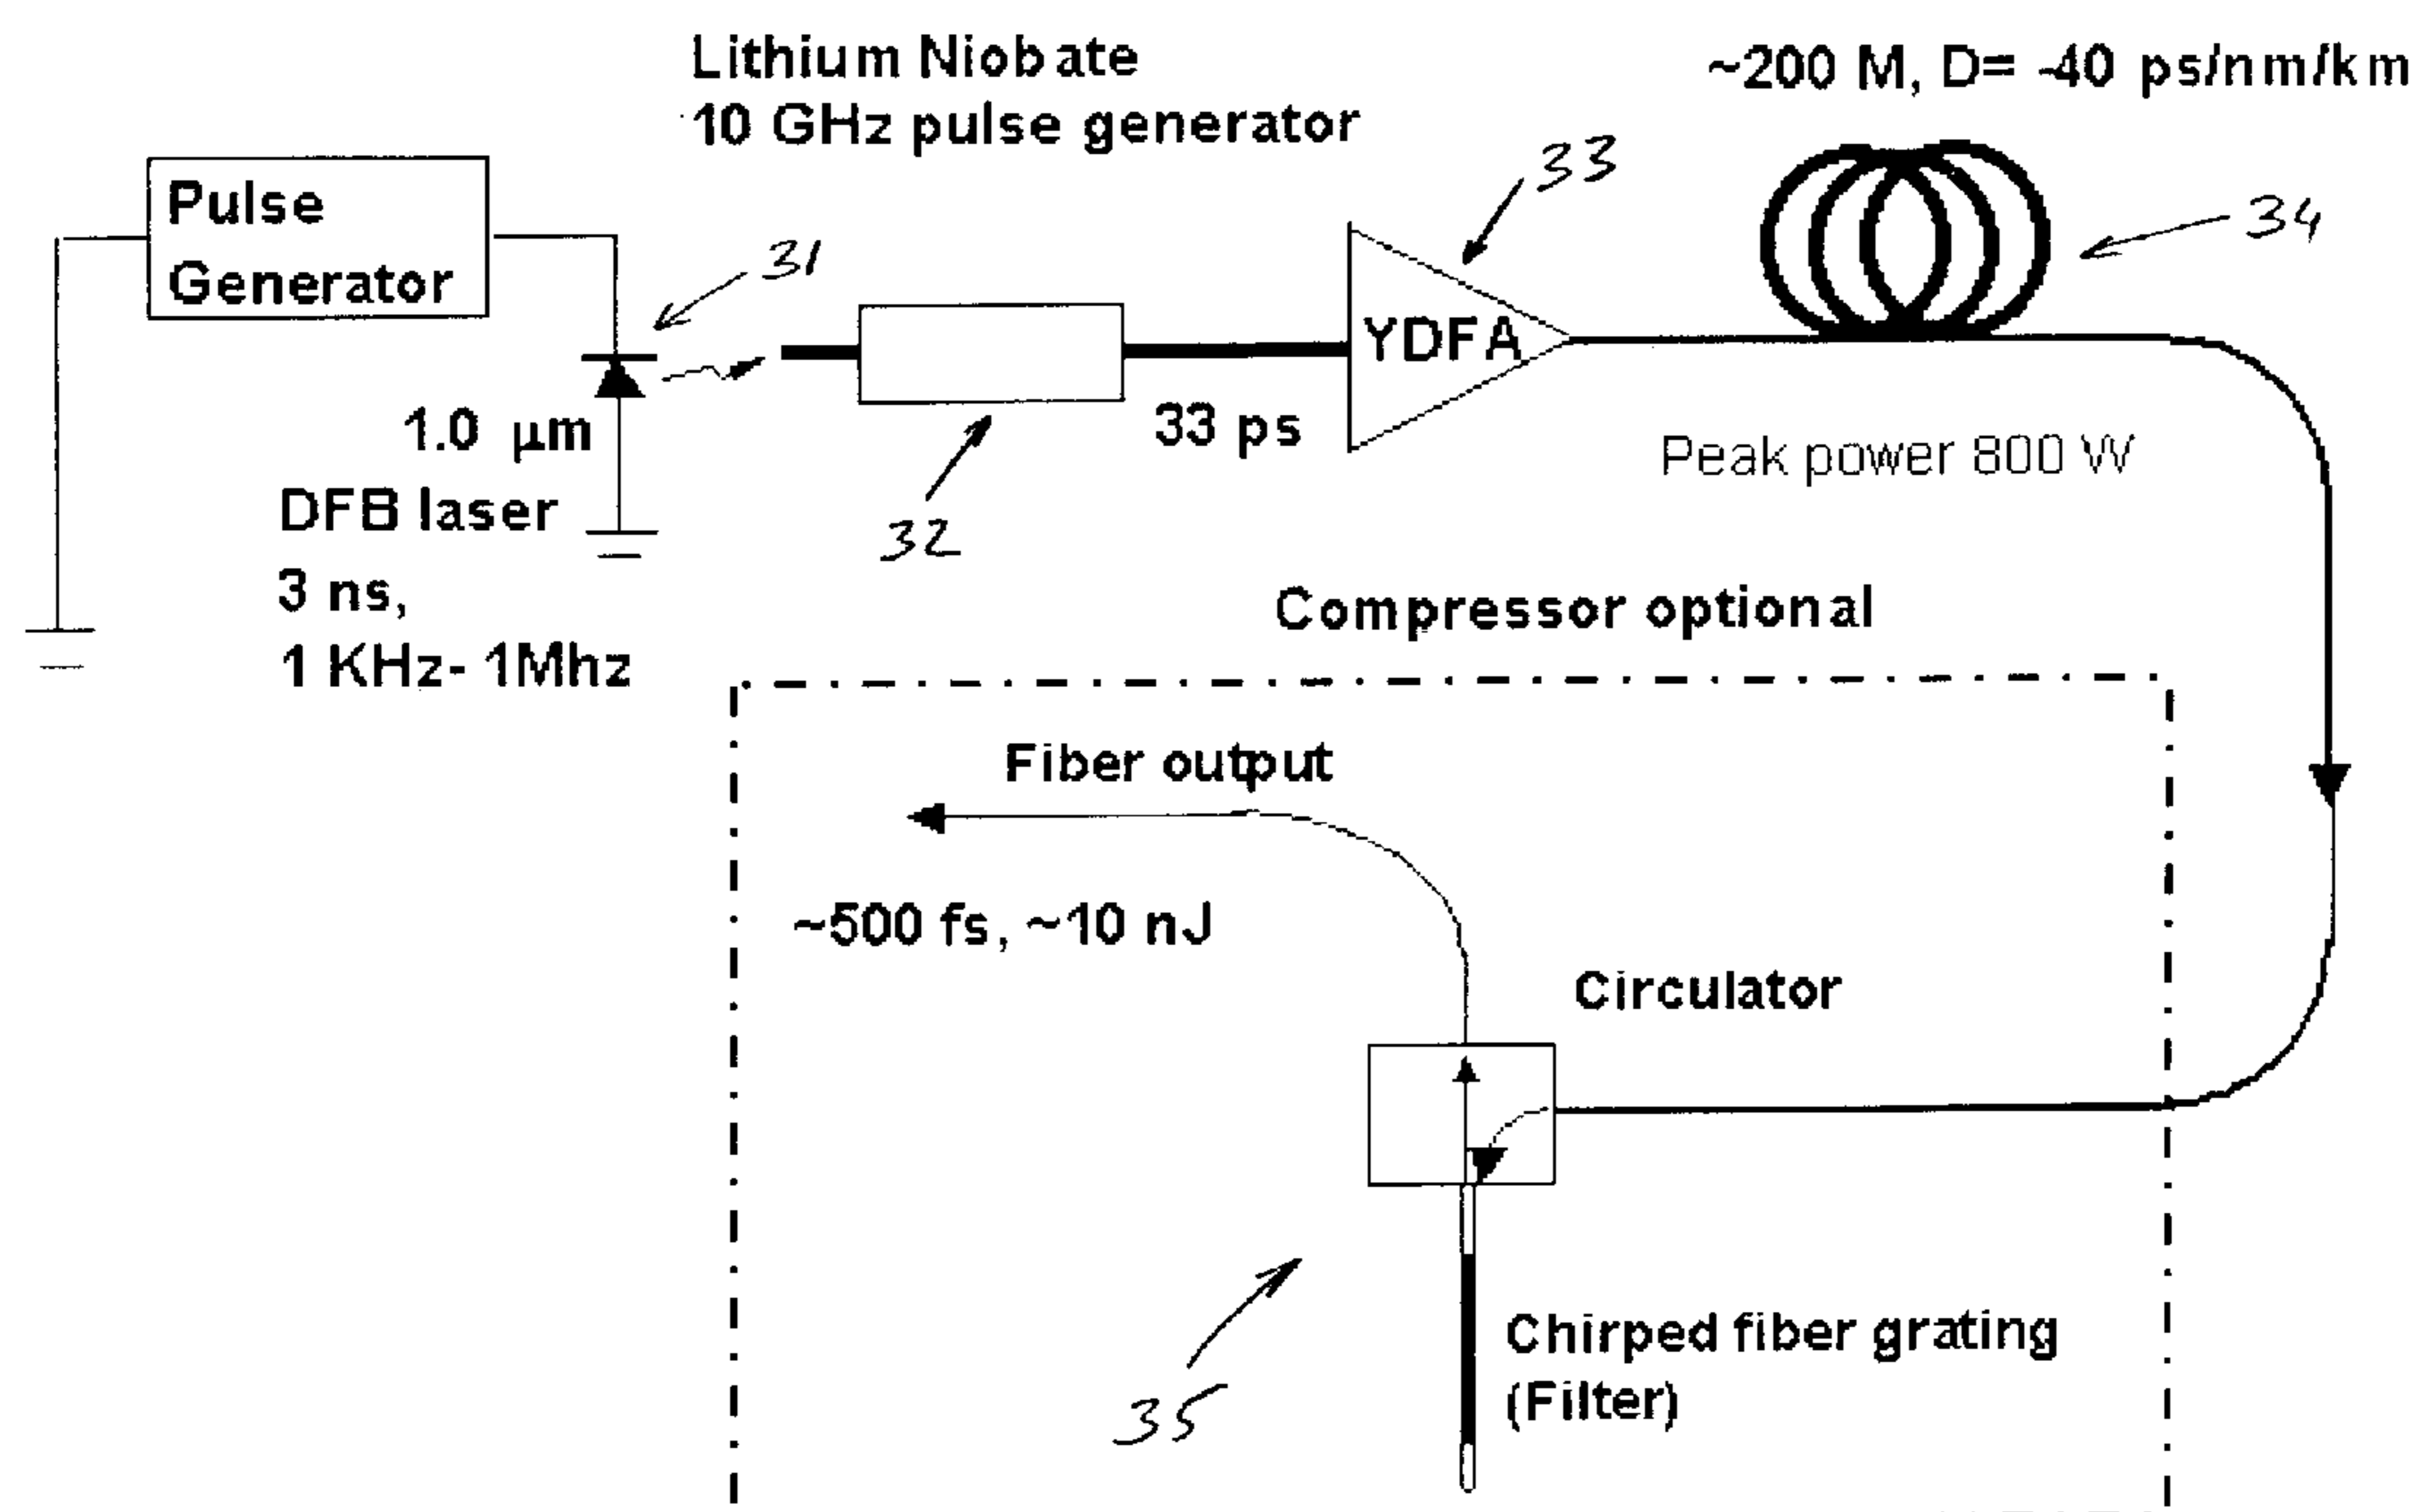 Lithium Niobate
10 GHz pulse generator
~200 M, D= -40 ps/nm/km
33
Pulse
Generator
31
34
YDFA
1.0 μm
DFB laser
3 ns,
1 KHz- 1Mhz
33 ps
32
Peak power 800 W
Compressor optional
Fiber output
~500 fs, ~10 nJ
Circulator
Chirped fiber grating
(Filter)
35